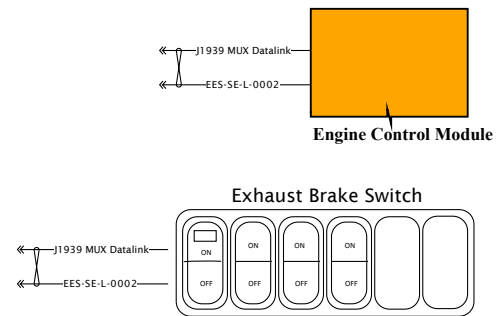 J1939 MUX Datalink
EES-SE-L-0002
Engine Control Module
Exhaust Brake Switch
ON ON ON ON
J1939 MUX Datalink
OFF OFF OFF OFF
EES-SE-L-0002